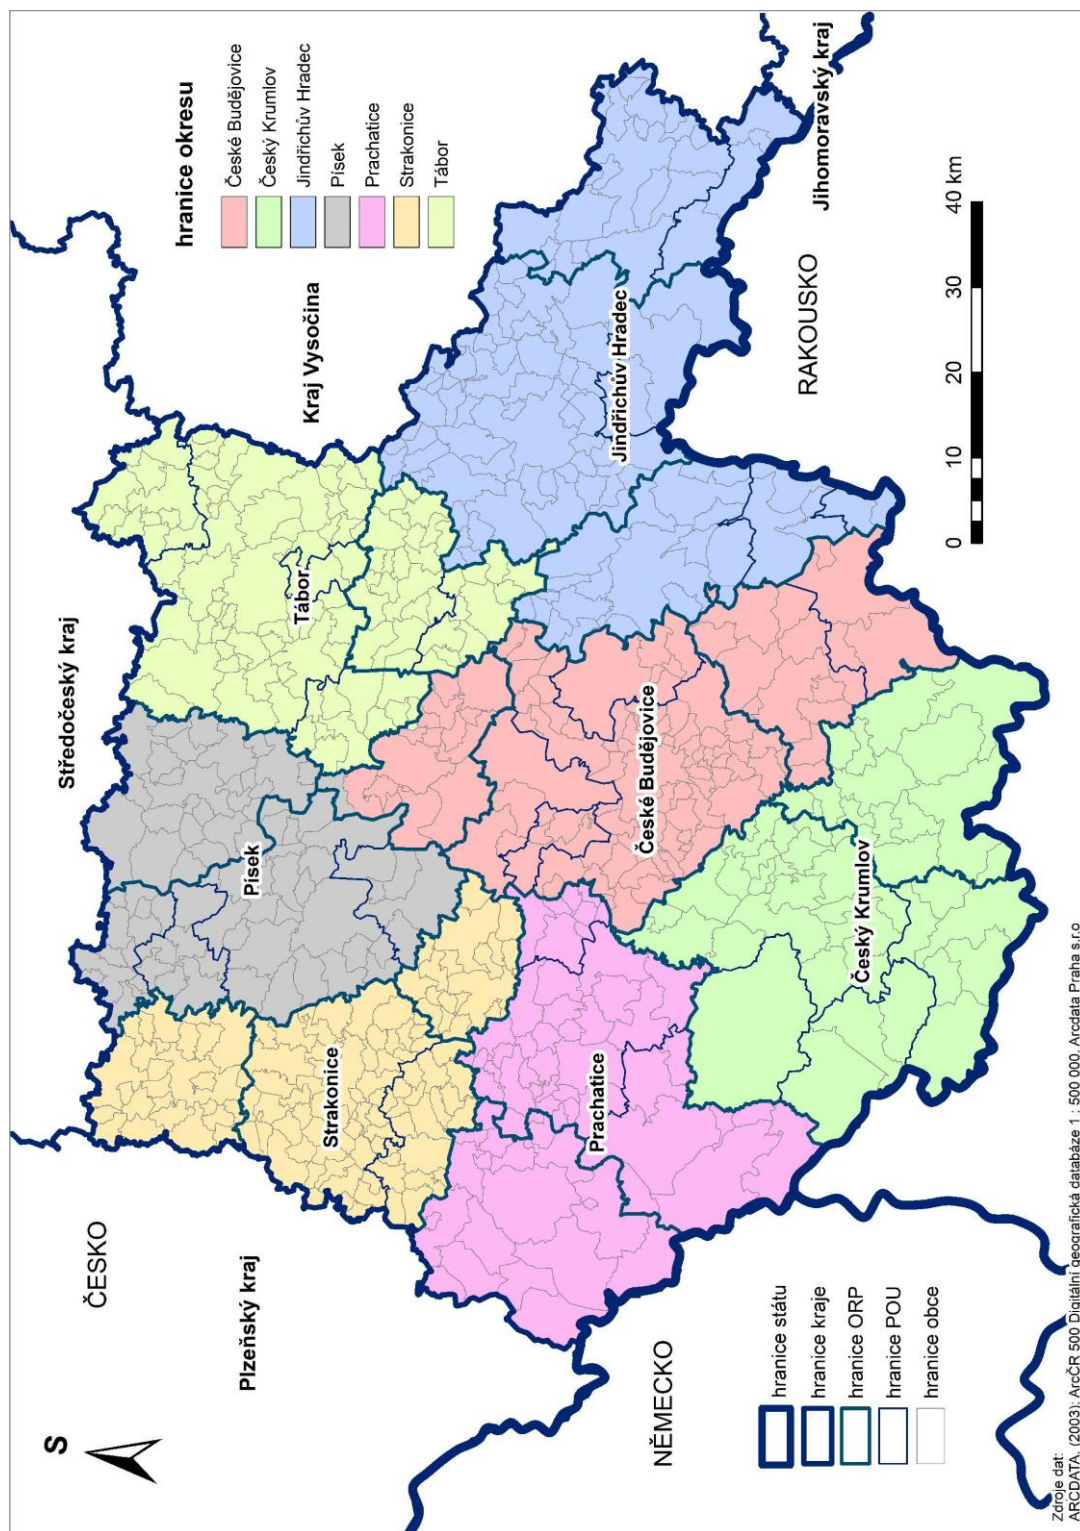 S
ČESKO
Plzeňský kraj
Středočeský kraj
Kraj Vysočina
Jihomoravský kraj
RAKOUSKO
NĚMECKO
Písek
Tábor
Strakonice
Prachatice
České Budějovice
Český Krumlov
Jindřichův Hradec
hranice okresu
České Budějovice
Český Krumlov
Jindřichův Hradec
Písek
Prachatice
Strakonice
Tábor
hranice státu
hranice kraje
hranice ORP
hranice POU
hranice obce
0 10 20 30 40 km
Zdroje dat:
ARCDATA, (2003): ArcČR 500 Digitální geografická databáze 1 : 500 000. Arcdata Praha s.r.o